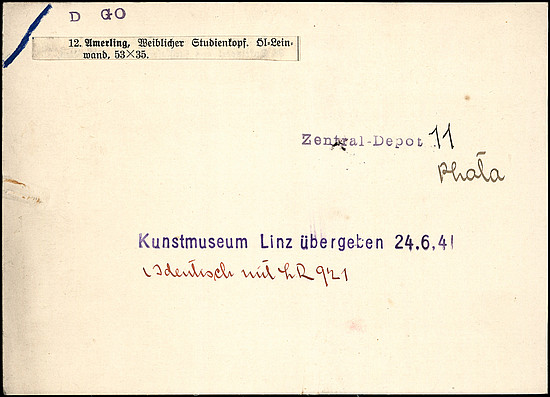 D GO
12. Amerling, Weiblicher Studienkopf. Öl-Lein-
wand, 53×35.
Zentral-Depot 11
Kunstmuseum Linz übergeben 24.6.41
identisch mit LR 921